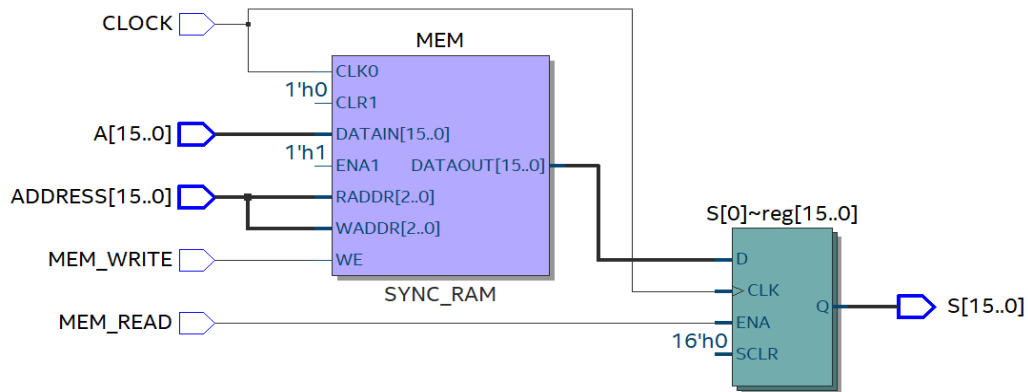 CLOCK
MEM
CLK0
1'h0
CLR1
A[15..0]
DATAIN[15..0]
1'h1
ENA1
DATAOUT[15..0]
ADDRESS[15..0]
RADDR[2..0]
WADDR[2..0]
MEM_WRITE
WE
SYNC_RAM
S[0]~reg[15..0]
D
CLK
MEM_READ
ENA
Q
S[15..0]
16'h0
SCLR